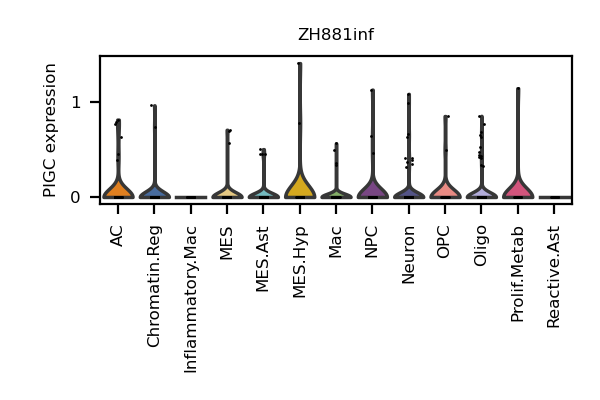 ZH881inf
PIGC expression
1
0
AC
Chromatin.Reg
Inflammatory.Mac
MES
MES.Ast
MES.Hyp
Mac
NPC
Neuron
OPC
Oligo
Prolif.Metab
Reactive.Ast